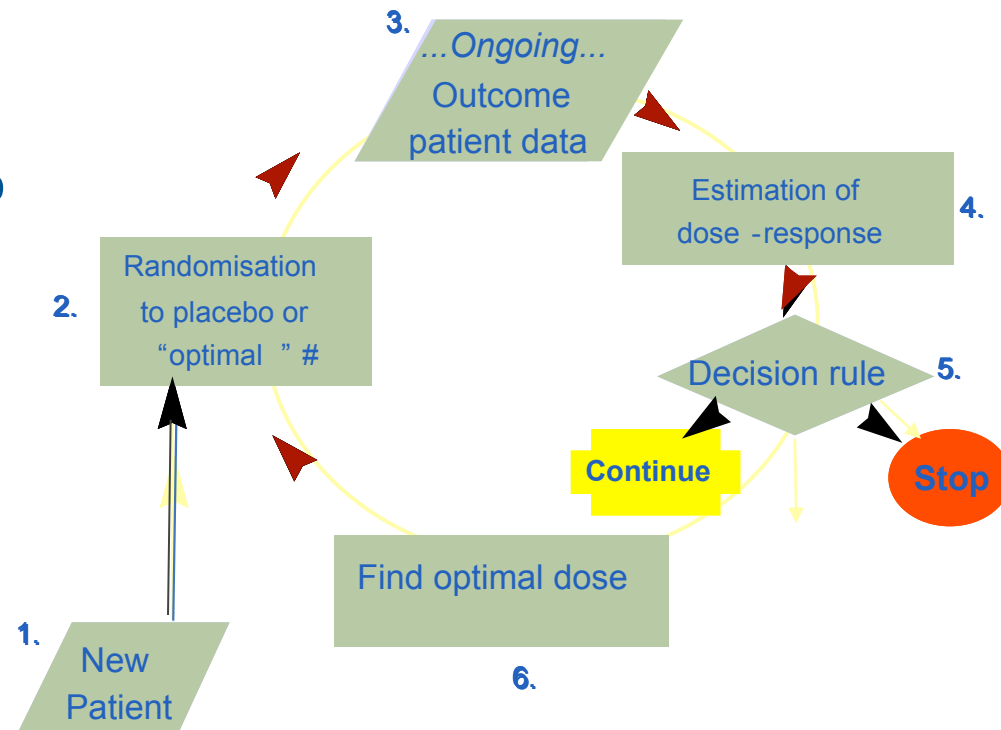 1.
New
Patient
2.
Randomisation
to placebo or
“optimal ” #
3.
...Ongoing...
Outcome
patient data
4.
Estimation of
dose -response
5.
Decision rule
Continue
Stop
6.
Find optimal dose